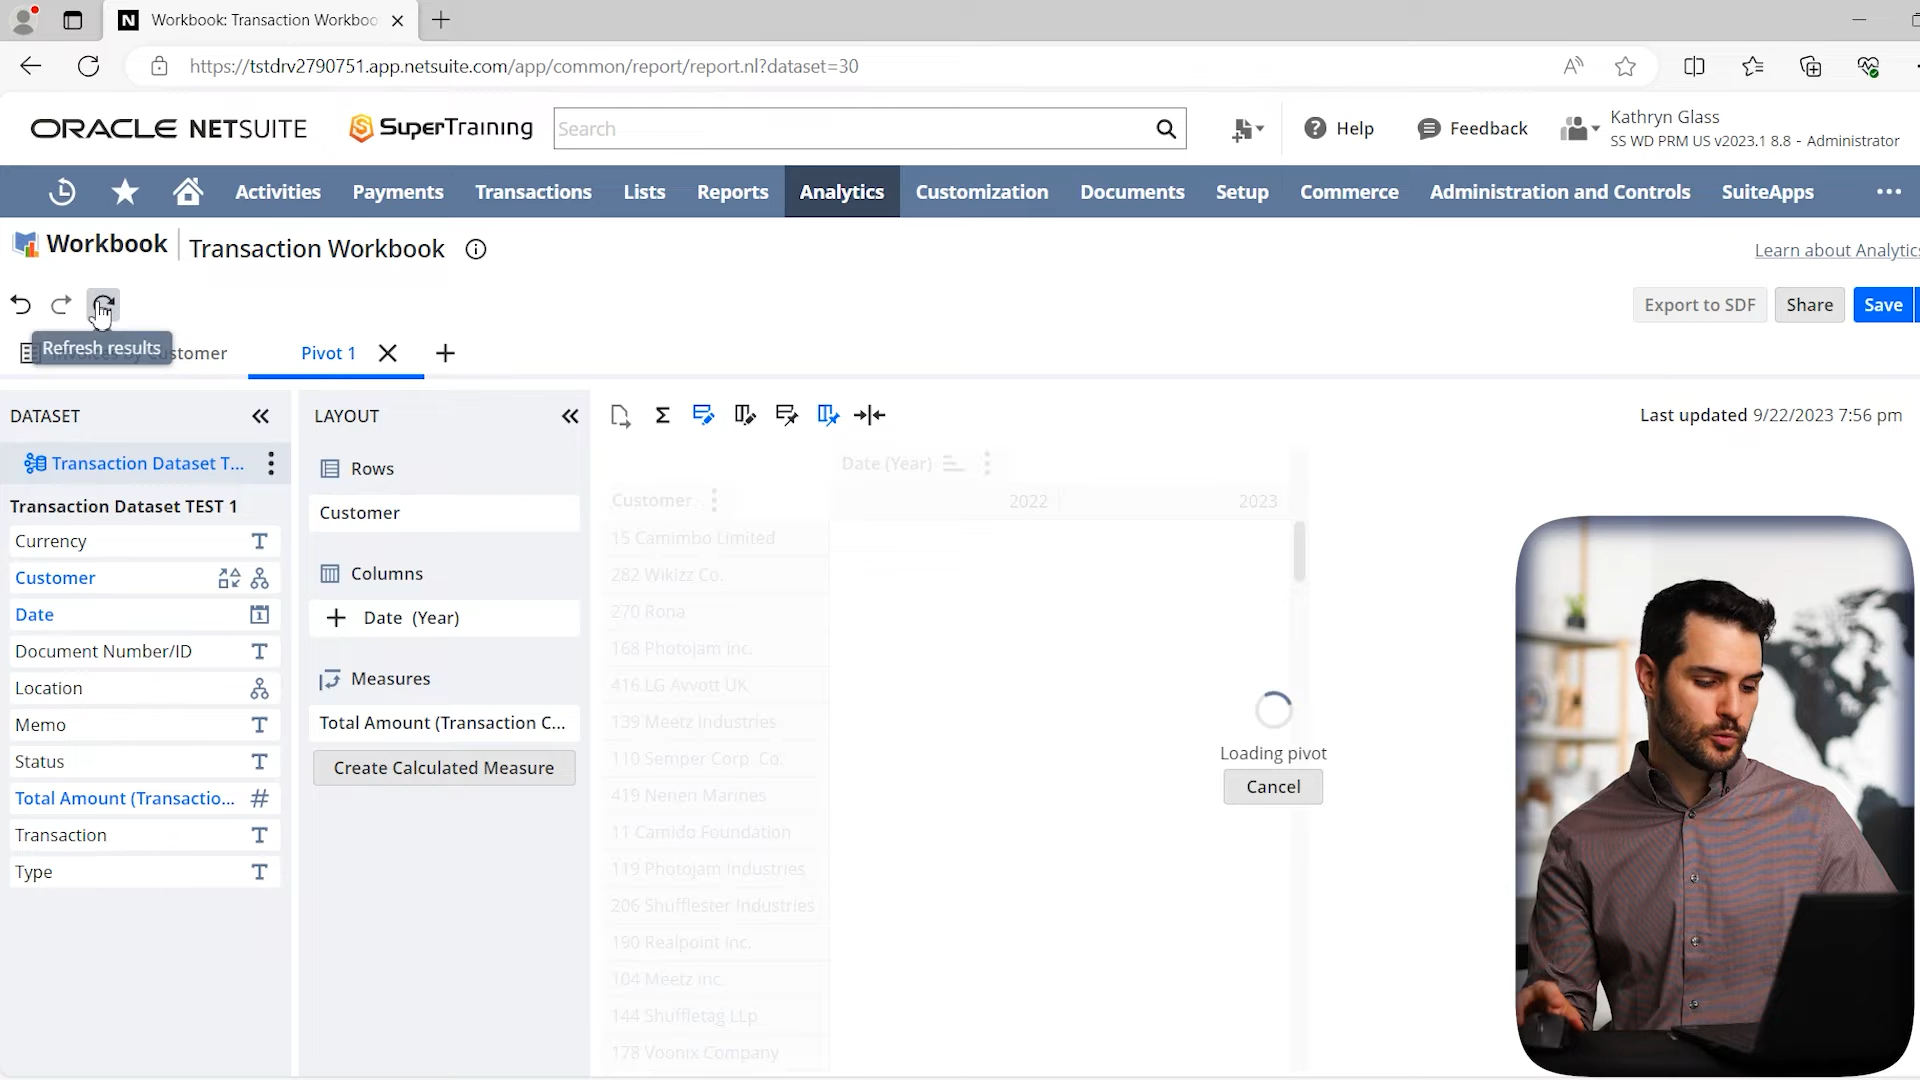 Workbook: Transaction Workboo
https://tstdrv2790751.app.netsuite.com/app/common/report/report.nl?dataset=30
ORACLE NETSUITE
SuperTraining
Search
Help
Feedback
Kathryn Glass
SS WD PRM US v2023.1 8.8 - Administrator
Activities
Payments
Transactions
Lists
Reports
Analytics
Customization
Documents
Setup
Commerce
Administration and Controls
SuiteApps
Workbook
Transaction Workbook
Learn about Analytics
Export to SDF
Share
Save
Refresh results
stomer
Pivot 1
DATASET
LAYOUT
Last updated 9/22/2023 7:56 pm
Transaction Dataset T...
Transaction Dataset TEST 1
Currency
Customer
Date
Document Number/ID
Location
Memo
Status
Total Amount (Transactio...
Transaction
Type
Rows
Customer
Columns
Date (Year)
Measures
Total Amount (Transaction C...
Create Calculated Measure
Date (Year)
Customer
2022
2023
15 Camimbo Limited
282 Wikizz Co.
270 Rona
168 Photojam inc.
416 LG Avvott UK
139 Meetz Industries
110 Semper Corp. Co.
419 Nenen Marines
11 Camido Foundation
119 Photojam Industries
206 Shufflester Industries
190 Realpoint Inc.
104 Meetz inc.
144 Shuffletag LLp
178 Voonix Company
Loading pivot
Cancel